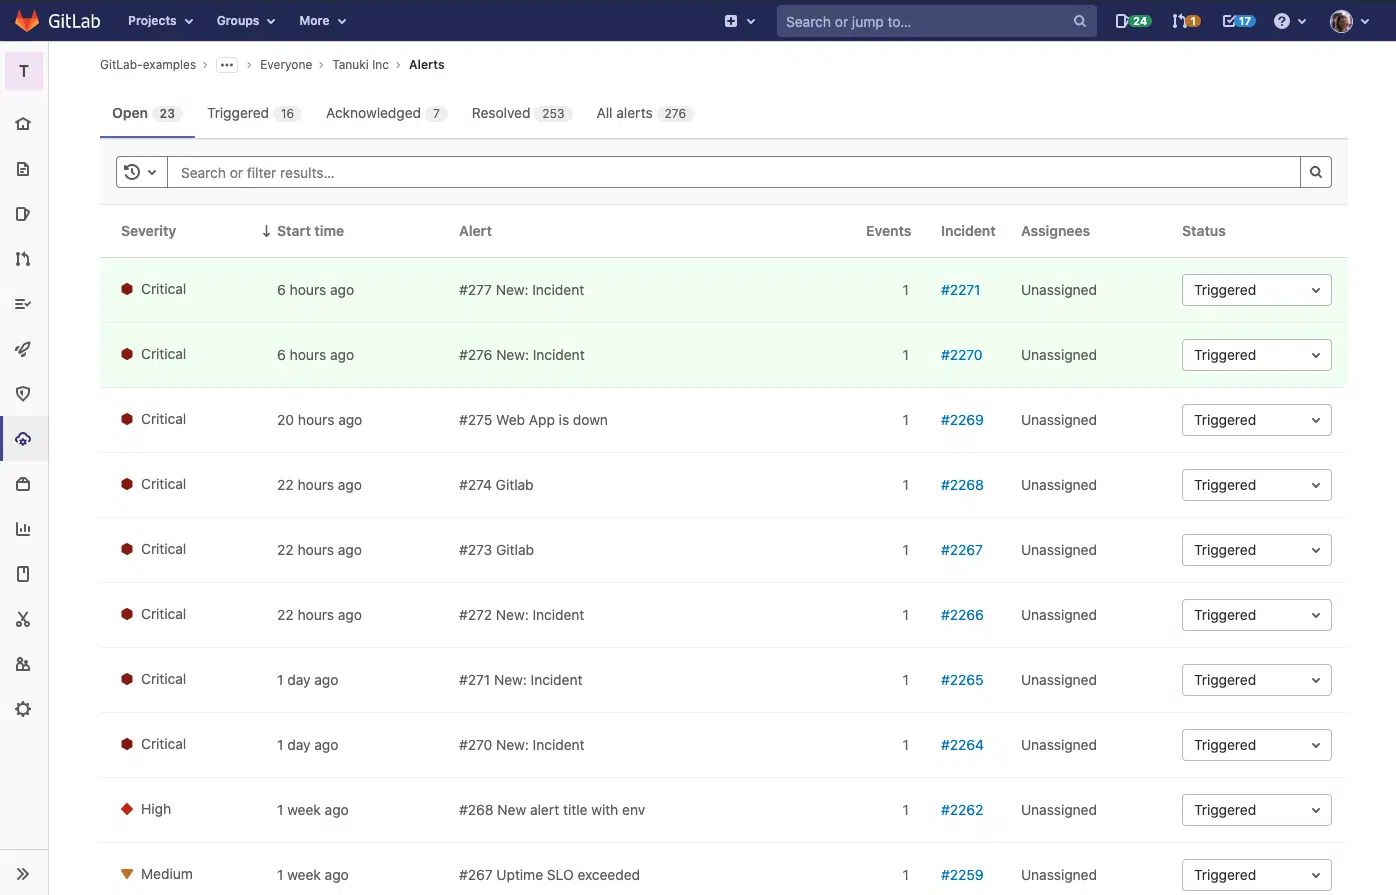 GitLab Projects Groups More Search or jump to... 24 1 17
GitLab-examples Everyone Tanuki Inc Alerts
T
Open 23 Triggered 16 Acknowledged 7 Resolved 253 All alerts 276
Search or filter results...
Severity Start time Alert Events Incident Assignees Status
Critical 6 hours ago #277 New: Incident 1 #2271 Unassigned Triggered
Critical 6 hours ago #276 New: Incident 1 #2270 Unassigned Triggered
Critical 20 hours ago #275 Web App is down 1 #2269 Unassigned Triggered
Critical 22 hours ago #274 Gitlab 1 #2268 Unassigned Triggered
Critical 22 hours ago #273 Gitlab 1 #2267 Unassigned Triggered
Critical 22 hours ago #272 New: Incident 1 #2266 Unassigned Triggered
Critical 1 day ago #271 New: Incident 1 #2265 Unassigned Triggered
Critical 1 day ago #270 New: Incident 1 #2264 Unassigned Triggered
High 1 week ago #268 New alert title with env 1 #2262 Unassigned Triggered
Medium 1 week ago #267 Uptime SLO exceeded 1 #2259 Unassigned Triggered